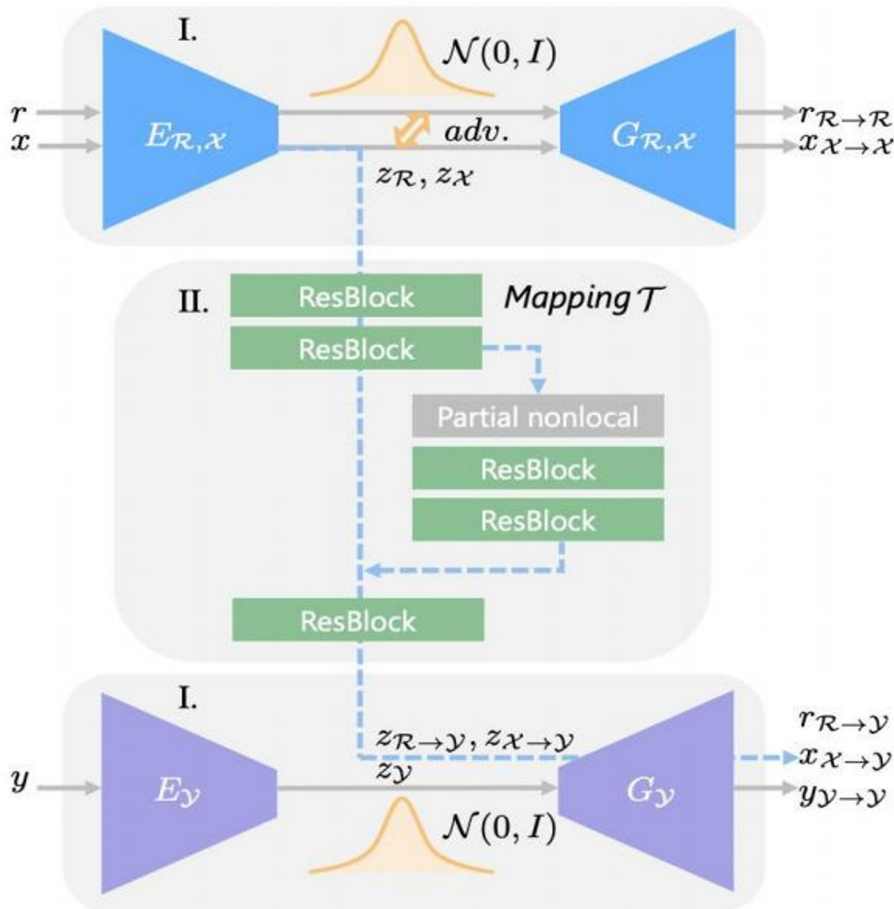 I.
𝒩(0, I)
r
x
E_{ℛ,𝒳}
adv.
G_{ℛ,𝒳}
r_{ℛ→ℛ}
x_{𝒳→𝒳}
z_ℛ, z_𝒳
II.
ResBlock
Mapping 𝒯
ResBlock
Partial nonlocal
ResBlock
ResBlock
ResBlock
I.
z_{ℛ→𝒴}, z_{𝒳→𝒴}
z_𝒴
y
E_𝒴
G_𝒴
r_{ℛ→𝒴}
x_{𝒳→𝒴}
y_{𝒴→𝒴}
𝒩(0, I)